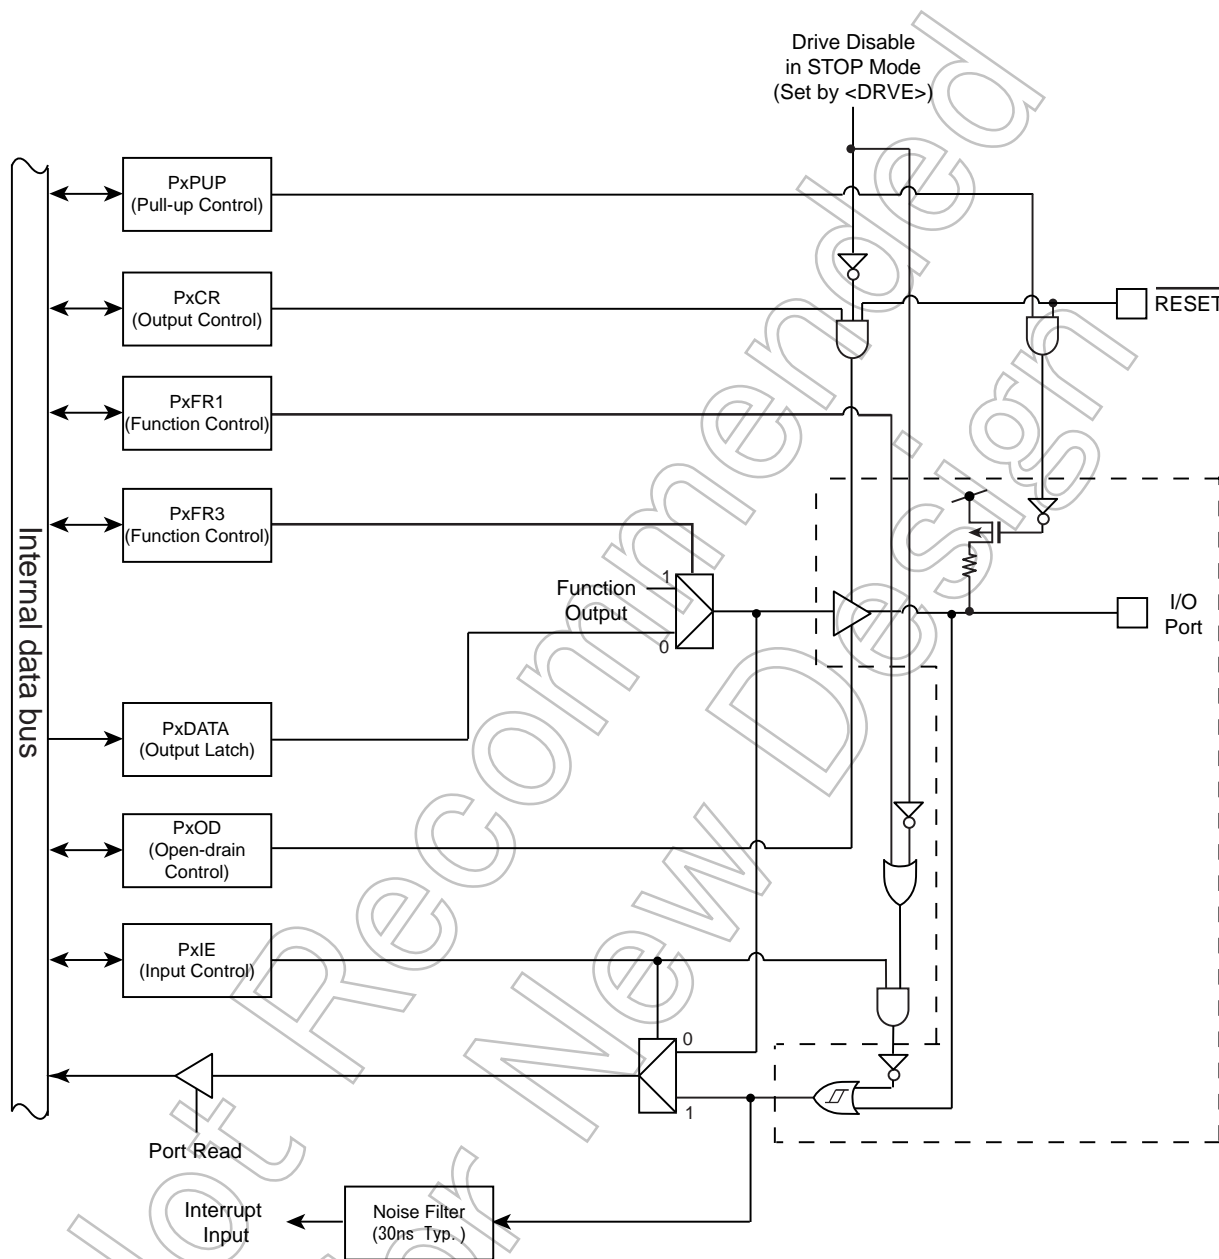 Drive Disable
in STOP Mode
(Set by <DRVE>)
PxPUP
(Pull-up Control)
PxCR
(Output Control)
RESET
PxFR1
(Function Control)
PxFR3
(Function Control)
Internal data bus
1
Function
Output
0
I/O
Port
PxDATA
(Output Latch)
PxOD
(Open-drain
Control)
PxIE
(Input Control)
0
1
Port Read
Interrupt
Input
Noise Filter
(30ns Typ.)
Not Recommended
for New Design